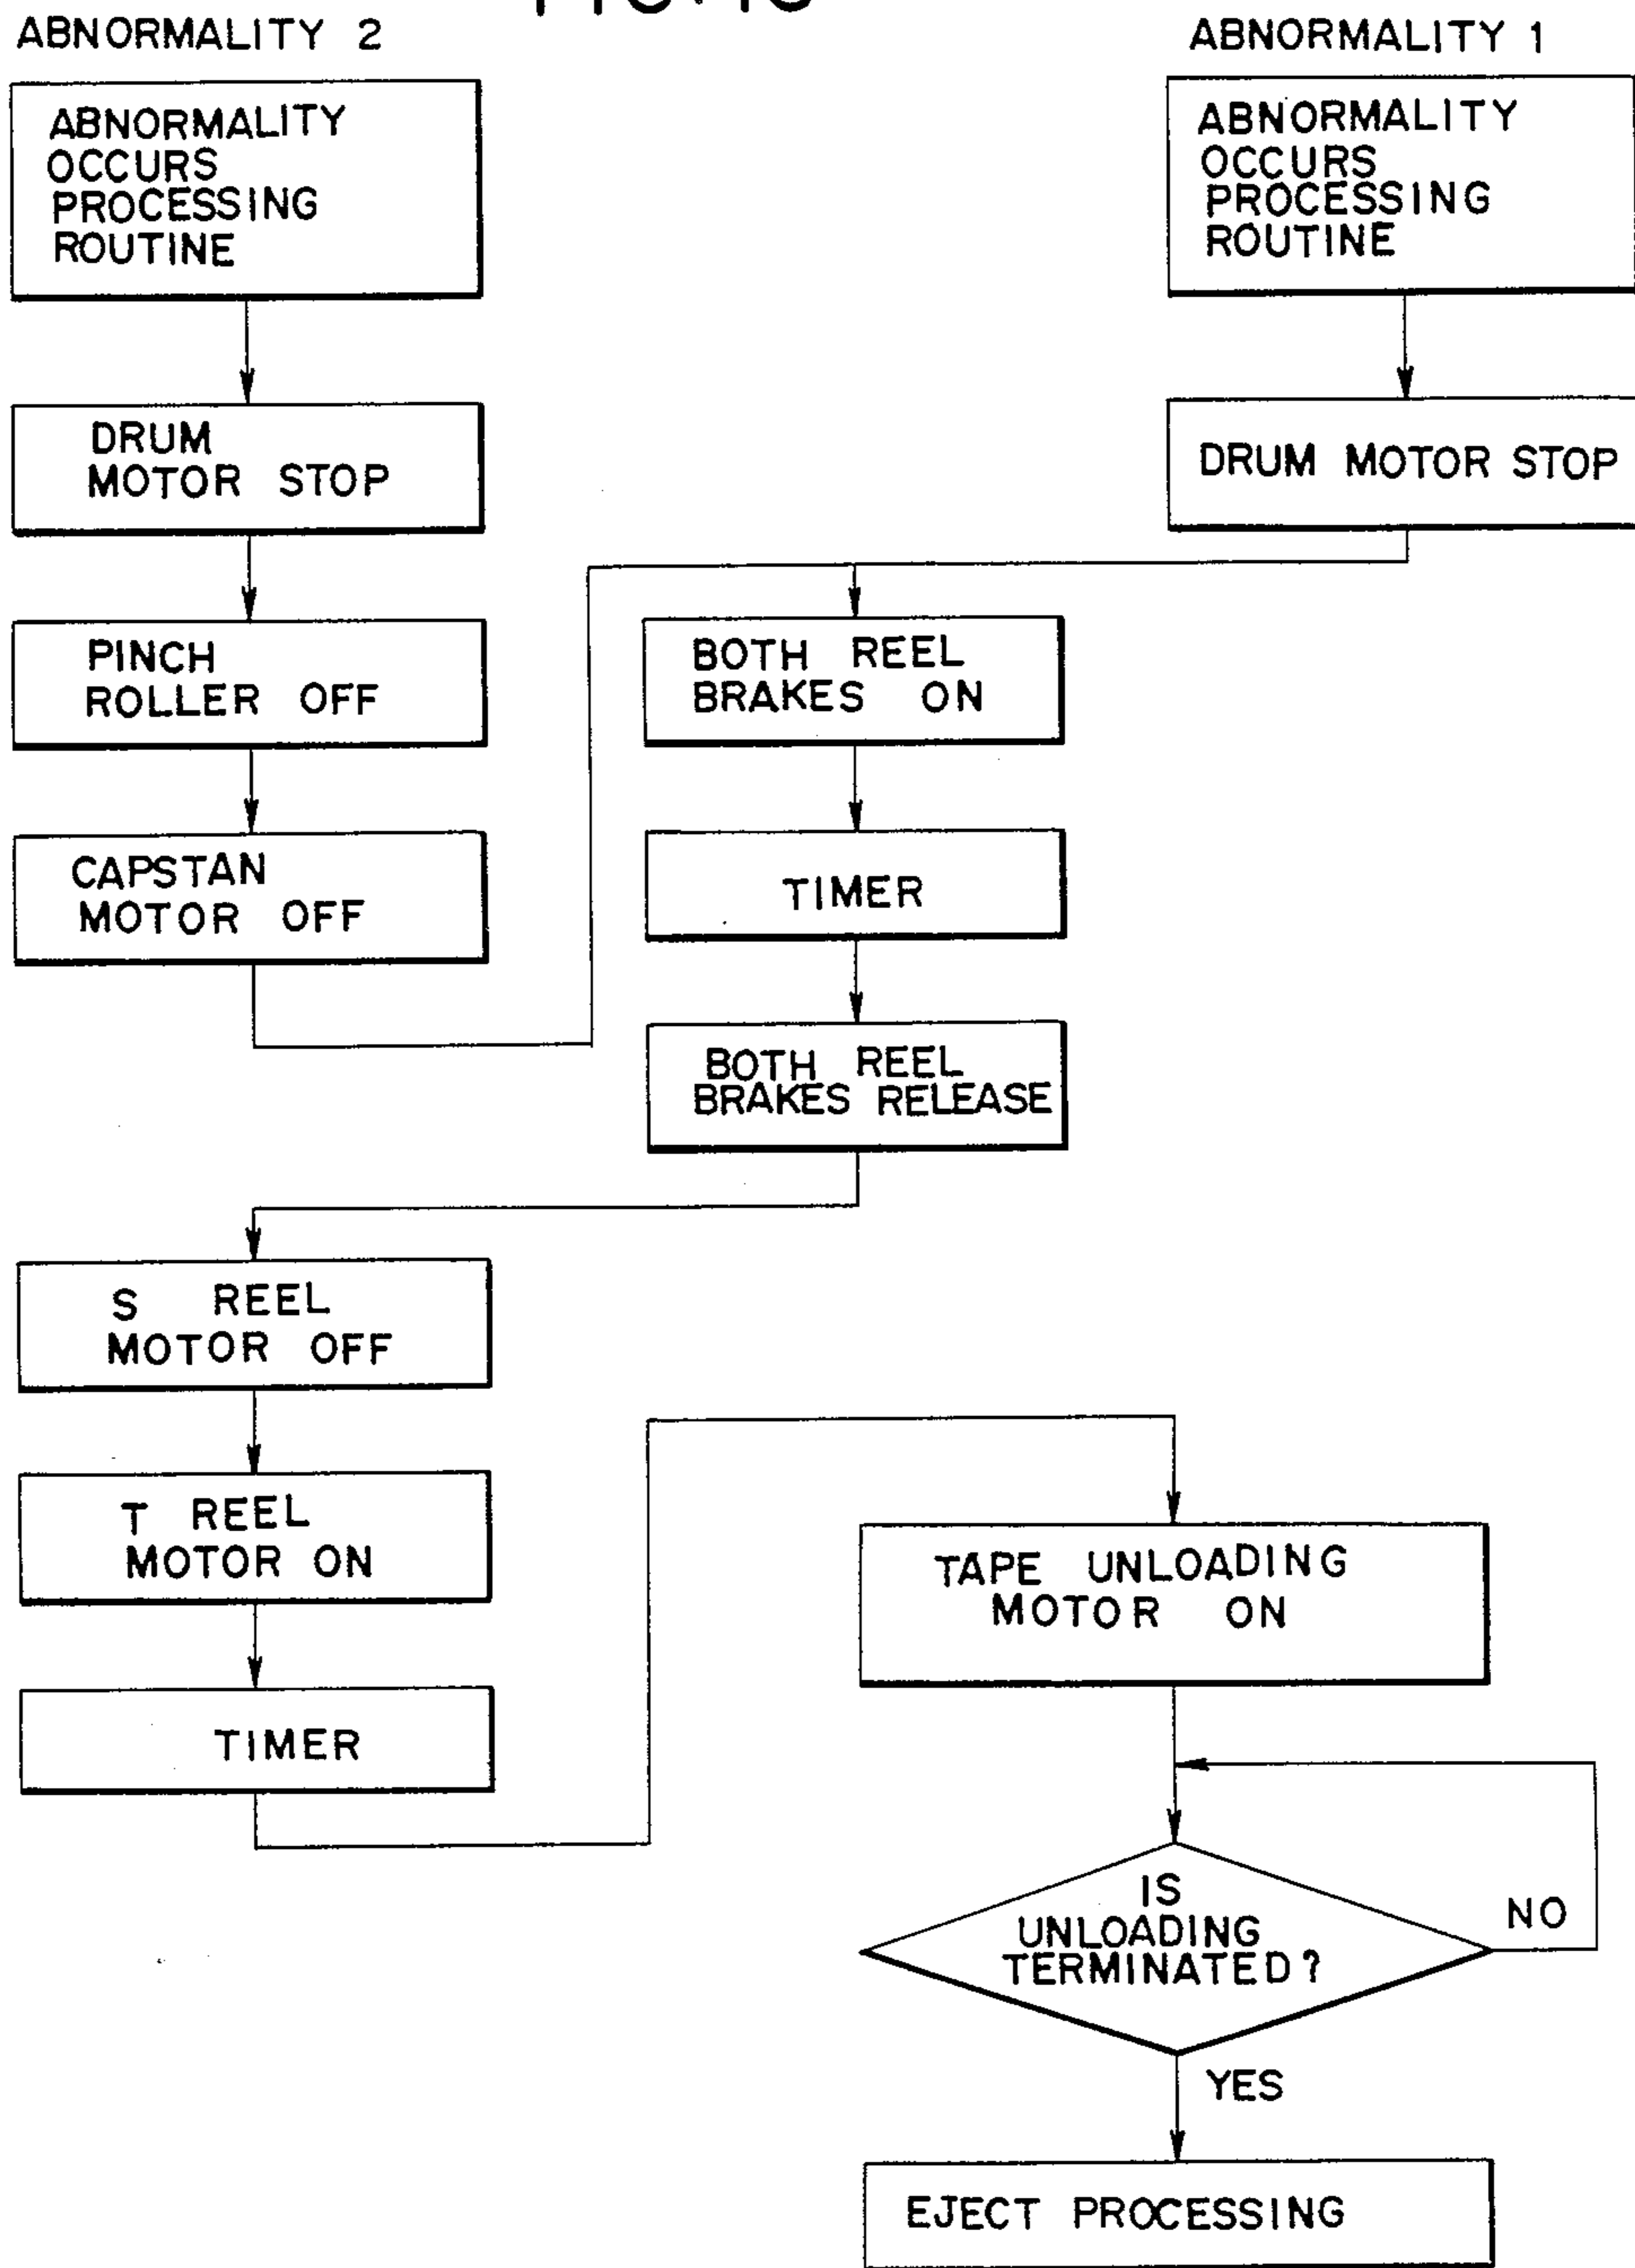 ABNORMALITY 2
ABNORMALITY
OCCURS
PROCESSING
ROUTINE
DRUM
MOTOR STOP
PINCH
ROLLER OFF
CAPSTAN
MOTOR OFF
ABNORMALITY 1
ABNORMALITY
OCCURS
PROCESSING
ROUTINE
DRUM MOTOR STOP
BOTH REEL
BRAKES ON
TIMER
BOTH REEL
BRAKES RELEASE
S REEL
MOTOR OFF
T REEL
MOTOR ON
TIMER
TAPE UNLOADING
MOTOR ON
IS
UNLOADING
TERMINATED?
NO
YES
EJECT PROCESSING